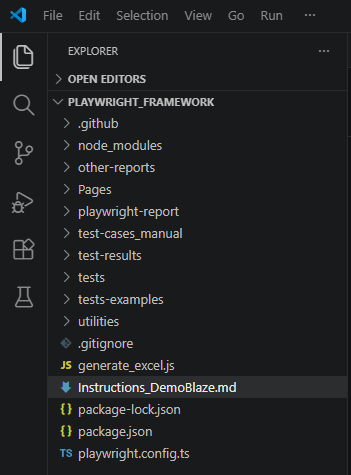 File Edit Selection View Go Run ...
EXPLORER ...
OPEN EDITORS
PLAYWRIGHT_FRAMEWORK
.github
node_modules
other-reports
Pages
playwright-report
test-cases_manual
test-results
tests
tests-examples
utilities
.gitignore
JS generate_excel.js
Instructions_DemoBlaze.md
{} package-lock.json
{} package.json
TS playwright.config.ts